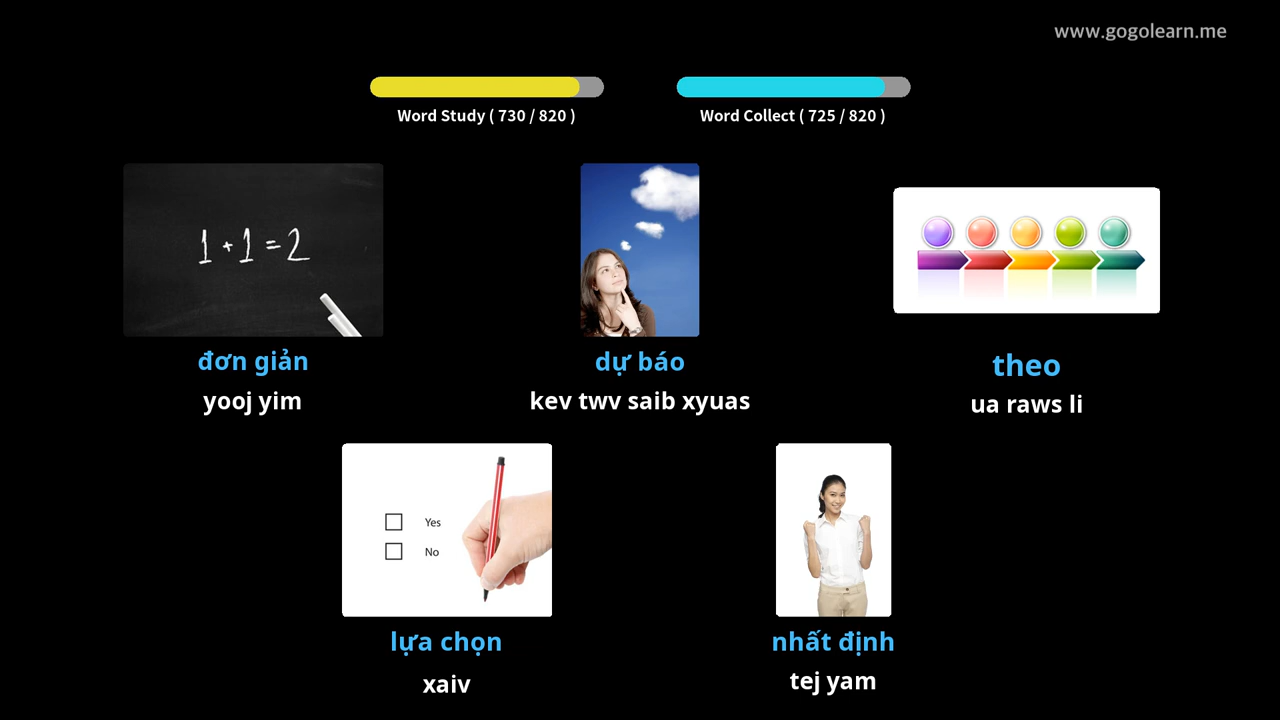 www.gogolearn.me
Word Study ( 730 / 820 )
Word Collect ( 725 / 820 )
1 + 1 = 2
đơn giản
yooj yim
dự báo
kev twv saib xyuas
theo
ua raws li
Yes
No
lựa chọn
xaiv
nhất định
tej yam